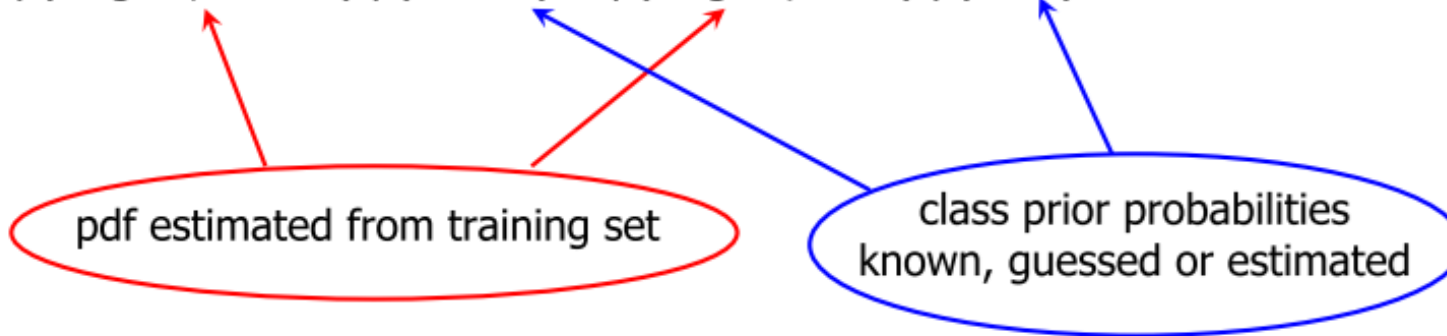 pdf estimated from training set
class prior probabilities
known, guessed or estimated